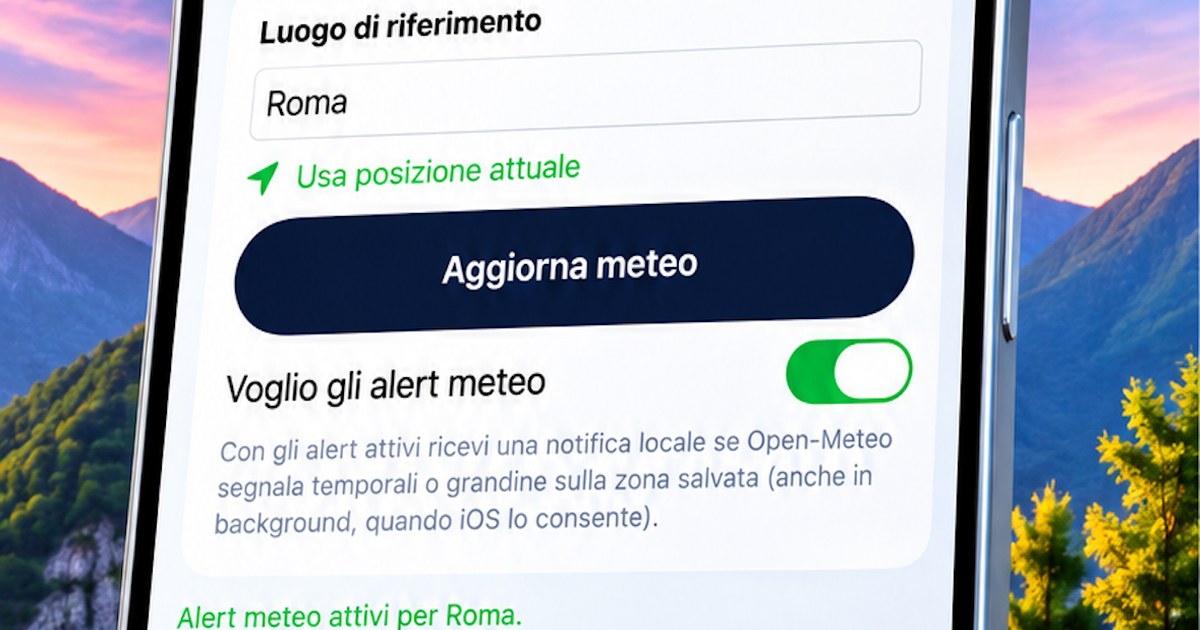 Luogo di riferimento
Roma
Usa posizione attuale
Aggiorna meteo
Voglio gli alert meteo
Con gli alert attivi ricevi una notifica locale se Open-Meteo
segnala temporali o grandine sulla zona salvata (anche in
background, quando iOS lo consente).
Alert meteo attivi per Roma.